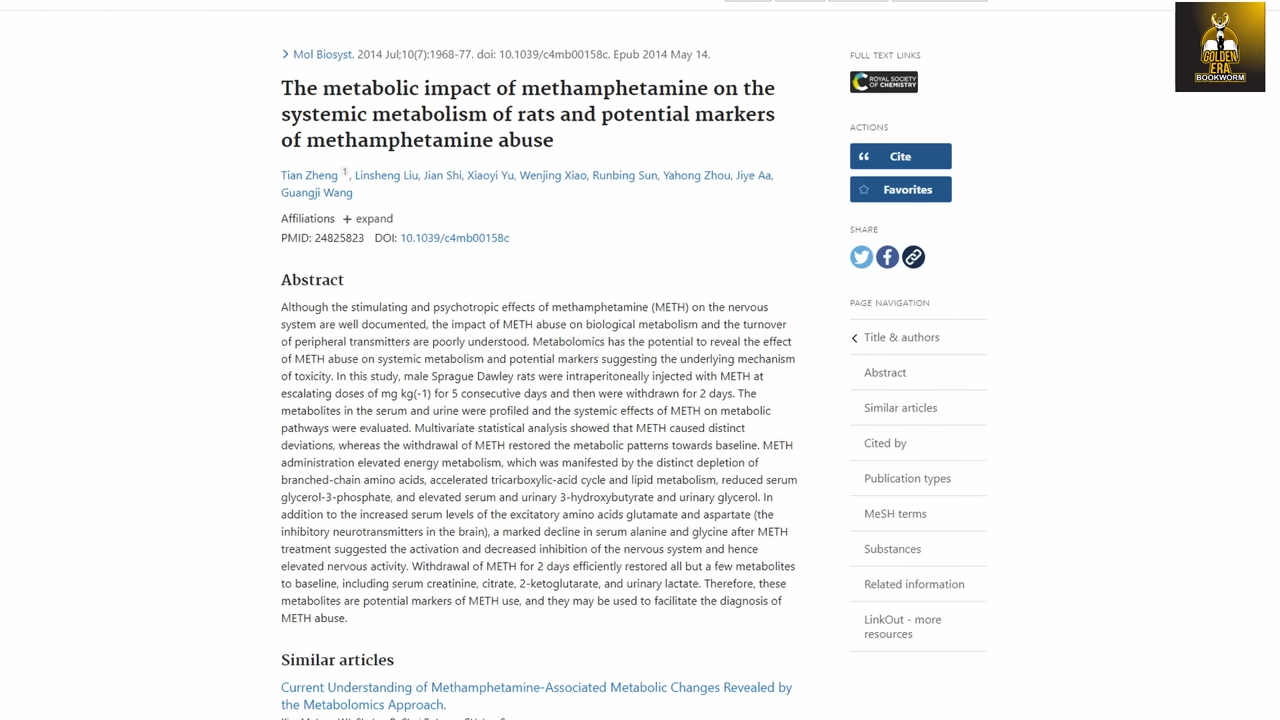 Mol Biosyst. 2014 Jul;10(7):1968-77. doi: 10.1039/c4mb00158c. Epub 2014 May 14.
The metabolic impact of methamphetamine on the
systemic metabolism of rats and potential markers
of methamphetamine abuse
Tian Zheng 1, Linsheng Liu, Jian Shi, Xiaoyi Yu, Wenjing Xiao, Runbing Sun, Yahong Zhou, Jiye Aa,
Guangji Wang
Affiliations + expand
PMID: 24825823 DOI: 10.1039/c4mb00158c
Abstract
Although the stimulating and psychotropic effects of methamphetamine (METH) on the nervous
system are well documented, the impact of METH abuse on biological metabolism and the turnover
of peripheral transmitters are poorly understood. Metabolomics has the potential to reveal the effect
of METH abuse on systemic metabolism and potential markers suggesting the underlying mechanism
of toxicity. In this study, male Sprague Dawley rats were intraperitoneally injected with METH at
escalating doses of mg kg(-1) for 5 consecutive days and then were withdrawn for 2 days. The
metabolites in the serum and urine were profiled and the systemic effects of METH on metabolic
pathways were evaluated. Multivariate statistical analysis showed that METH caused distinct
deviations, whereas the withdrawal of METH restored the metabolic patterns towards baseline. METH
administration elevated energy metabolism, which was manifested by the distinct depletion of
branched-chain amino acids, accelerated tricarboxylic-acid cycle and lipid metabolism, reduced serum
glycerol-3-phosphate, and elevated serum and urinary 3-hydroxybutyrate and urinary glycerol. In
addition to the increased serum levels of the excitatory amino acids glutamate and aspartate (the
inhibitory neurotransmitters in the brain), a marked decline in serum alanine and glycine after METH
treatment suggested the activation and decreased inhibition of the nervous system and hence
elevated nervous activity. Withdrawal of METH for 2 days efficiently restored all but a few metabolites
to baseline, including serum creatinine, citrate, 2-ketoglutarate, and urinary lactate. Therefore, these
metabolites are potential markers of METH use, and they may be used to facilitate the diagnosis of
METH abuse.
Similar articles
Current Understanding of Methamphetamine-Associated Metabolic Changes Revealed by
the Metabolomics Approach.
FULL TEXT LINKS
ROYAL SOCIETY
OF CHEMISTRY
ACTIONS
Cite
Favorites
SHARE
PAGE NAVIGATION
Title & authors
Abstract
Similar articles
Cited by
Publication types
MeSH terms
Substances
Related information
LinkOut - more
resources
GOLDEN
ERA
BOOKWORM